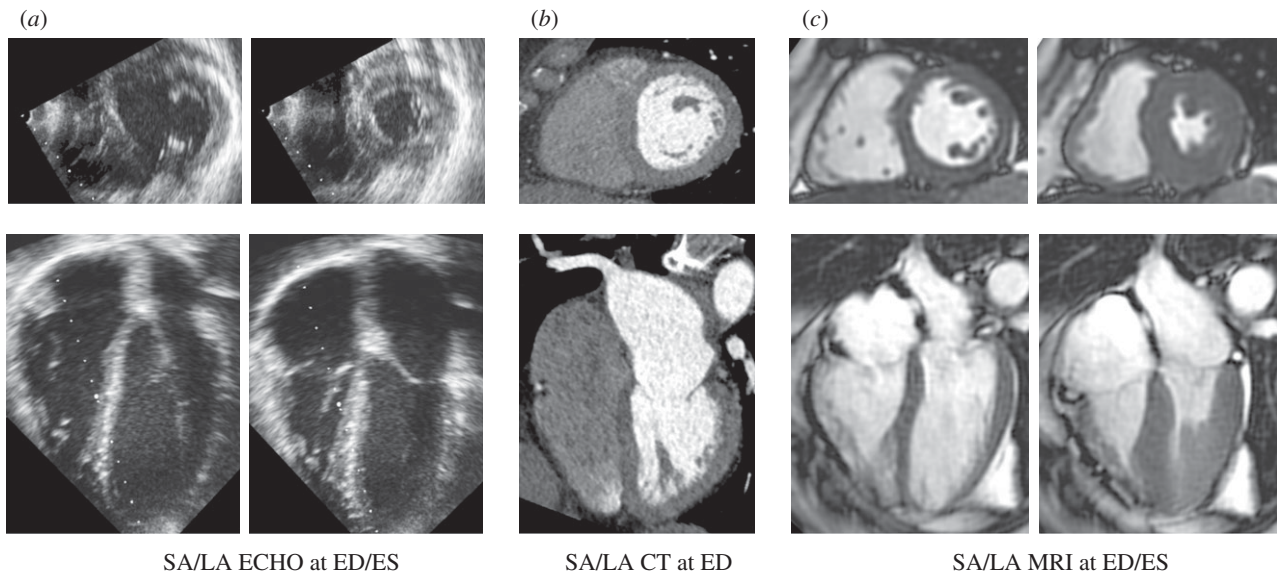 (a) (b) (c)
SA/LA ECHO at ED/ES SA/LA CT at ED SA/LA MRI at ED/ES